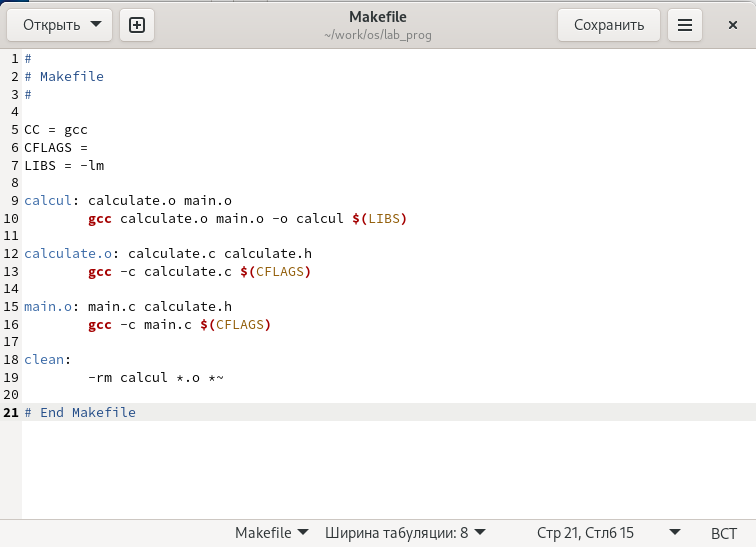 Открыть
Makefile
~/work/os/lab_prog
Сохранить
1 #
2 # Makefile
3 #
4
5 CC = gcc
6 CFLAGS =
7 LIBS = -lm
8
9 calcul: calculate.o main.o
10 gcc calculate.o main.o -o calcul $(LIBS)
11
12 calculate.o: calculate.c calculate.h
13 gcc -c calculate.c $(CFLAGS)
14
15 main.o: main.c calculate.h
16 gcc -c main.c $(CFLAGS)
17
18 clean:
19 -rm calcul *.o *~
20
21 # End Makefile
Makefile Ширина табуляции: 8 Стр 21, Стлб 15 ВСТ